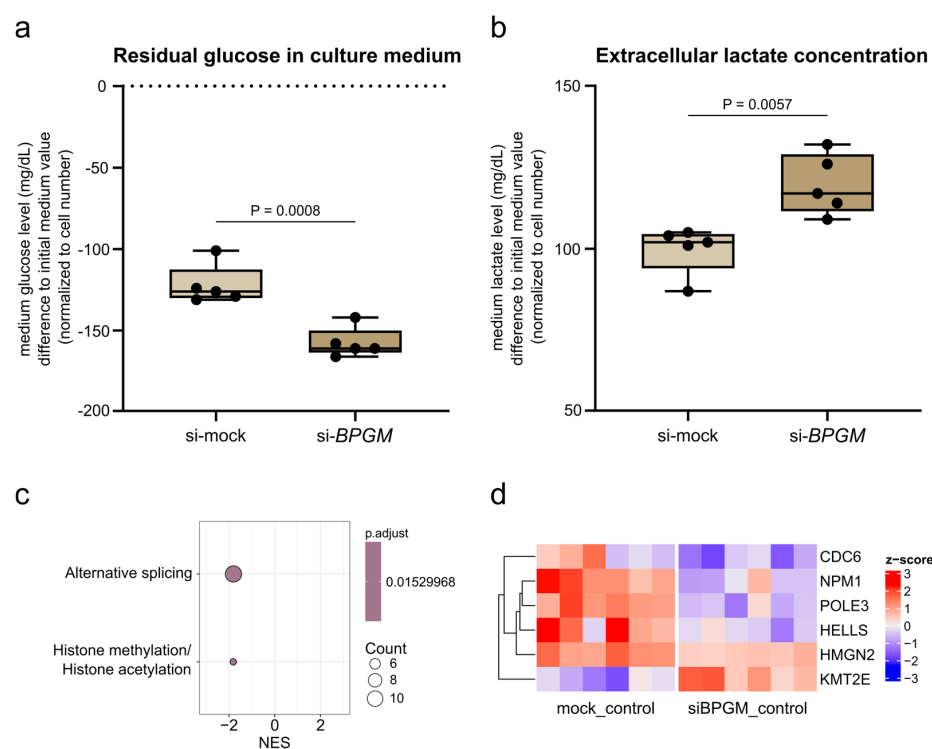 a
Residual glucose in culture medium
medium glucose level (mg/dL)
difference to initial medium value
(normalized to cell number)
0
-50
-100
-150
-200
P = 0.0008
si-mock
si-BPGM
b
Extracellular lactate concentration
medium lactate level (mg/dL)
difference to initial medium value
(normalized to cell number)
150
100
50
P = 0.0057
si-mock
si-BPGM
c
Alternative splicing
Histone methylation/
Histone acetylation
−2
0
2
NES
p.adjust
0.01529968
Count
6
8
10
d
CDC6
NPM1
POLE3
HELLS
HMGN2
KMT2E
mock_control
siBPGM_control
z−score
3
2
1
0
−1
−2
−3